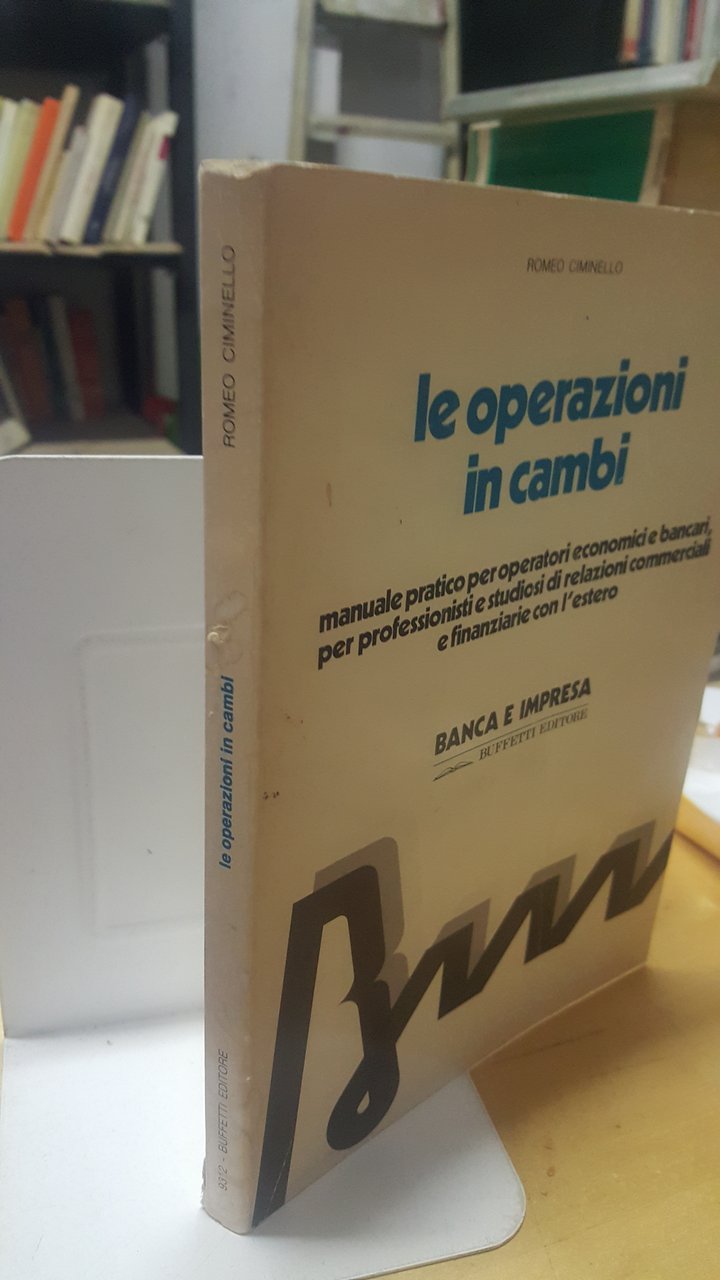 ROMEO CIMINELLO
le operazioni in cambi
9312 - BUFFETTI EDITORE
ROMEO CIMINELLO
le operazioni
in cambi
manuale pratico per operatori economici e bancari,
per professionisti e studiosi di relazioni commerciali
e finanziarie con l'estero
BANCA E IMPRESA
BUFFETTI EDITORE